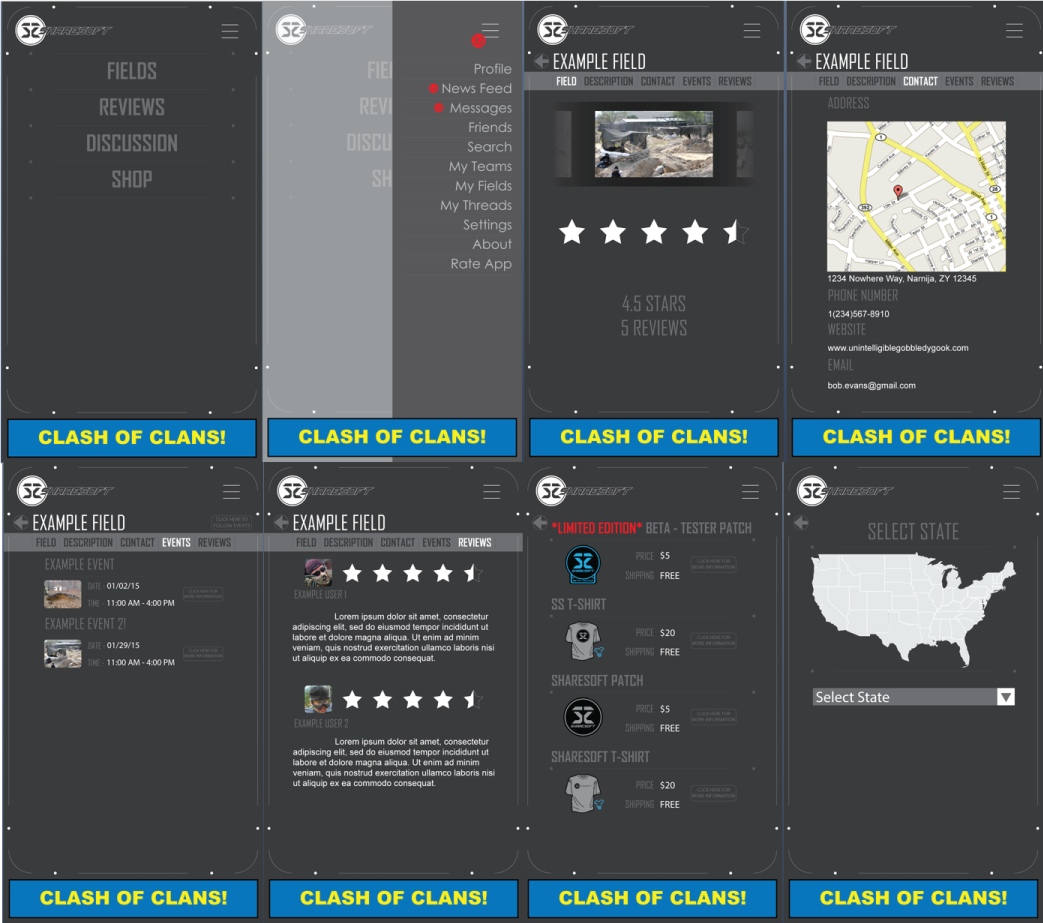 SHARESOFT
FIELDS
REVIEWS
DISCUSSION
SHOP
CLASH OF CLANS!
SHARESOFT
FIE
REVI
DISCU
SH
Profile
News Feed
Messages
Friends
Search
My Teams
My Fields
My Threads
Settings
About
Rate App
CLASH OF CLANS!
SHARESOFT
EXAMPLE FIELD
FIELD DESCRIPTION CONTACT EVENTS REVIEWS
4.5 STARS
5 REVIEWS
CLASH OF CLANS!
SHARESOFT
EXAMPLE FIELD
FIELD DESCRIPTION CONTACT EVENTS REVIEWS
ADDRESS
1234 Nowhere Way, Narnija, ZY 12345
PHONE NUMBER
1(234)567-8910
WEBSITE
www.unintelligiblegobbledygook.com
EMAIL
bob.evans@gmail.com
CLASH OF CLANS!
SHARESOFT
EXAMPLE FIELD
CLICK HERE TO
FOLLOW EVENTS
FIELD DESCRIPTION CONTACT EVENTS REVIEWS
EXAMPLE EVENT
DATE 01/02/15
TIME 11:00 AM - 4:00 PM
CLICK HERE FOR
MORE INFORMATION
EXAMPLE EVENT 2!
DATE 01/29/15
TIME 11:00 AM - 4:00 PM
CLICK HERE FOR
MORE INFORMATION
CLASH OF CLANS!
SHARESOFT
EXAMPLE FIELD
FIELD DESCRIPTION CONTACT EVENTS REVIEWS
EXAMPLE USER 1
Lorem ipsum dolor sit amet, consectetur
adipiscing elit, sed do eiusmod tempor incididunt ut
labore et dolore magna aliqua. Ut enim ad minim
veniam, quis nostrud exercitation ullamco laboris nisi
ut aliquip ex ea commodo consequat.
EXAMPLE USER 2
Lorem ipsum dolor sit amet, consectetur
adipiscing elit, sed do eiusmod tempor incididunt ut
labore et dolore magna aliqua. Ut enim ad minim
veniam, quis nostrud exercitation ullamco laboris nisi
ut aliquip ex ea commodo consequat.
CLASH OF CLANS!
SHARESOFT
*LIMITED EDITION* BETA - TESTER PATCH
PRICE $5
SHIPPING FREE
CLICK HERE FOR
MORE INFORMATION
SS T-SHIRT
PRICE $20
SHIPPING FREE
CLICK HERE FOR
MORE INFORMATION
SHARESOFT PATCH
PRICE $5
SHIPPING FREE
CLICK HERE FOR
MORE INFORMATION
SHARESOFT T-SHIRT
PRICE $20
SHIPPING FREE
CLICK HERE FOR
MORE INFORMATION
CLASH OF CLANS!
SHARESOFT
SELECT STATE
Select State
CLASH OF CLANS!